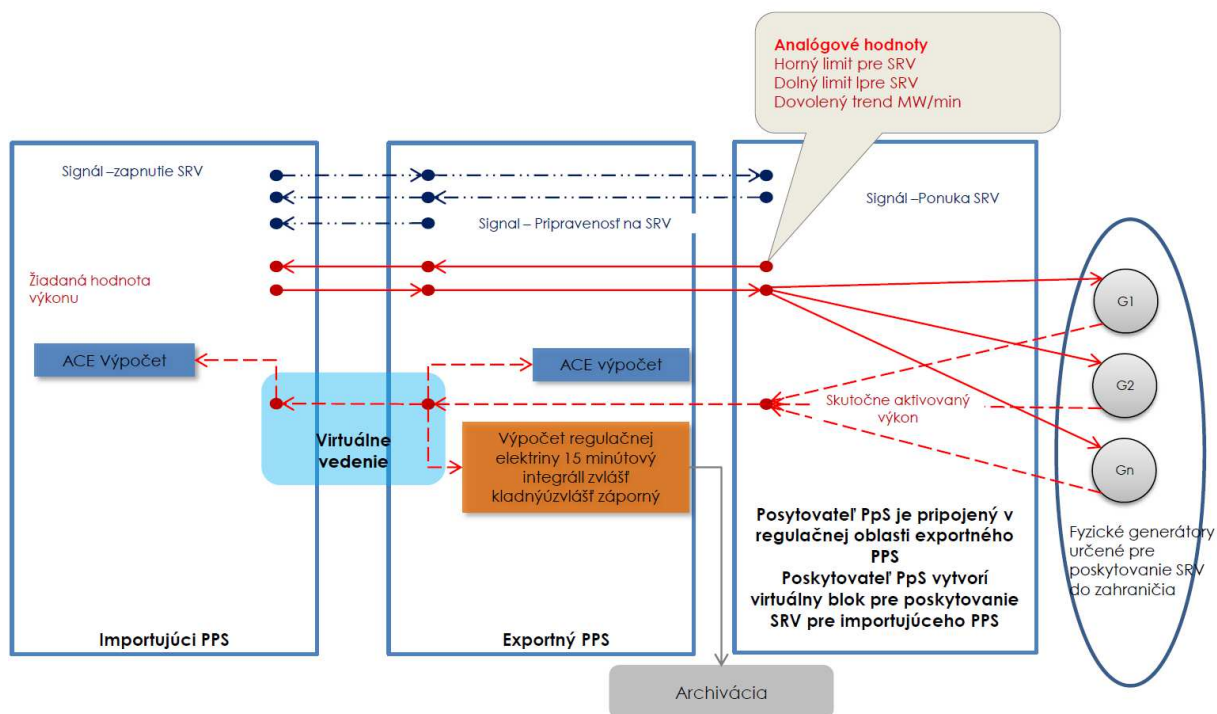 Analógové hodnoty
Horný limit pre SRV
Dolný limit lpre SRV
Dovolený trend MW/min
Signál –zapnutie SRV
Signál –Ponuka SRV
Signal – Pripravenosť na SRV
Žiadaná hodnota
výkonu
G1
ACE Výpočet
ACE výpočet
G2
Skutočne aktivovaný
výkon
Virtuálne
vedenie
Výpočet regulačnej
elektriny 15 minútový
integráll zvlášť
kladnýúzvlášť záporný
Gn
Posytovateľ PpS je pripojený v
regulačnej oblasti exportného
PPS
Poskytovateľ PpS vytvorí
virtuálny blok pre poskytovanie
SRV pre importujúceho PPS
Fyzické generátory
určené pre
poskytovanie SRV
do zahraničia
Importujúci PPS
Exportný PPS
Archivácia